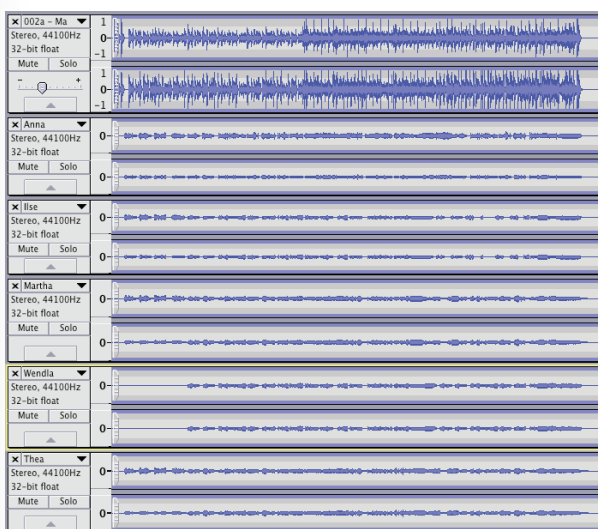 × 002a - Ma ▼
Stereo, 44100Hz
32-bit float
Mute Solo
- +
1
0-
-1
1
0-
-1
× Anna ▼
Stereo, 44100Hz
32-bit float
Mute Solo
0-
0-
× Ilse ▼
Stereo, 44100Hz
32-bit float
Mute Solo
0-
0-
× Martha ▼
Stereo, 44100Hz
32-bit float
Mute Solo
0-
0-
× Wendla ▼
Stereo, 44100Hz
32-bit float
Mute Solo
0-
0-
× Thea ▼
Stereo, 44100Hz
32-bit float
Mute Solo
0-
0-